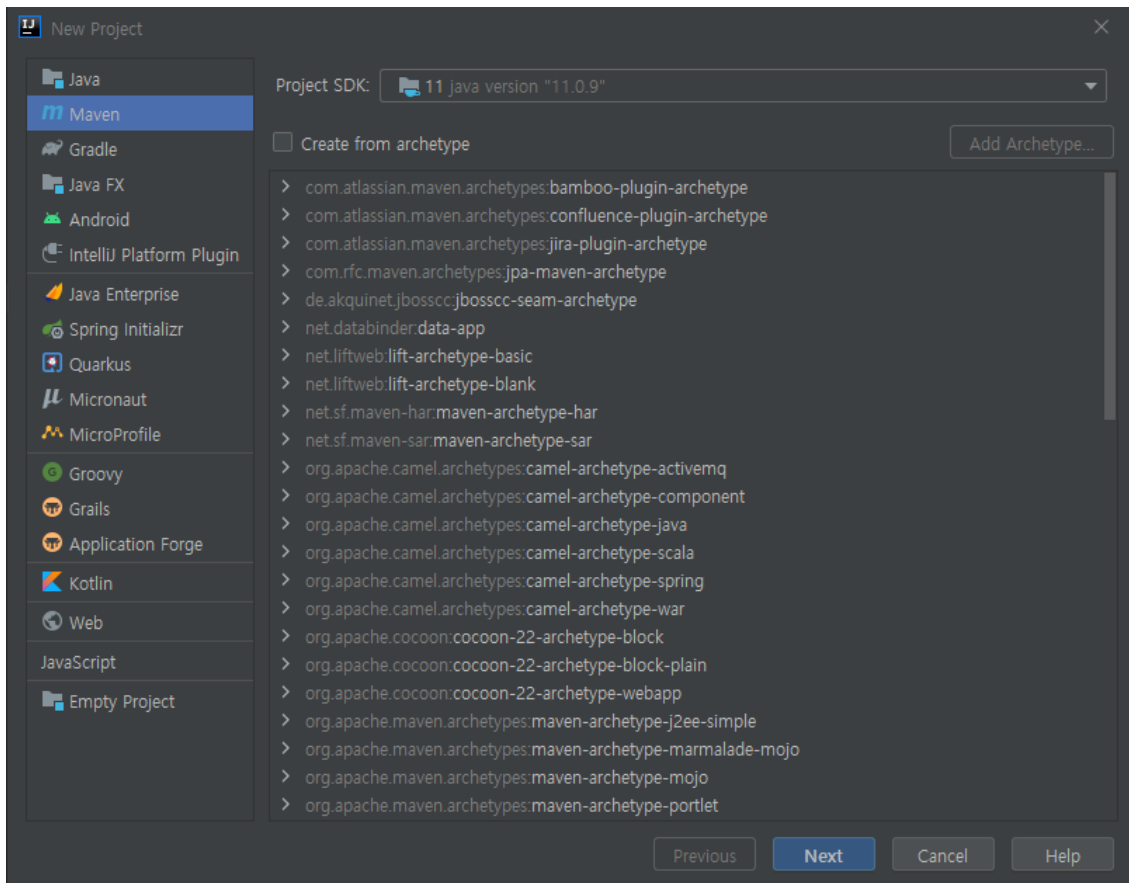 New Project
Java
Maven
Gradle
Java FX
Android
IntelliJ Platform Plugin
Java Enterprise
Spring Initializr
Quarkus
Micronaut
MicroProfile
Groovy
Grails
Application Forge
Kotlin
Web
JavaScript
Empty Project
Project SDK: 11 java version "11.0.9"
Create from archetype
Add Archetype...
com.atlassian.maven.archetypes:bamboo-plugin-archetype
com.atlassian.maven.archetypes:confluence-plugin-archetype
com.atlassian.maven.archetypes:jira-plugin-archetype
com.rfc.maven.archetypes:jpa-maven-archetype
de.akquinet.jbosscc:jbosscc-seam-archetype
net.databinder:data-app
net.liftweb:lift-archetype-basic
net.liftweb:lift-archetype-blank
net.sf.maven-har:maven-archetype-har
net.sf.maven-sar:maven-archetype-sar
org.apache.camel.archetypes:camel-archetype-activemq
org.apache.camel.archetypes:camel-archetype-component
org.apache.camel.archetypes:camel-archetype-java
org.apache.camel.archetypes:camel-archetype-scala
org.apache.camel.archetypes:camel-archetype-spring
org.apache.camel.archetypes:camel-archetype-war
org.apache.cocoon:cocoon-22-archetype-block
org.apache.cocoon:cocoon-22-archetype-block-plain
org.apache.cocoon:cocoon-22-archetype-webapp
org.apache.maven.archetypes:maven-archetype-j2ee-simple
org.apache.maven.archetypes:maven-archetype-marmalade-mojo
org.apache.maven.archetypes:maven-archetype-mojo
org.apache.maven.archetypes:maven-archetype-portlet
Previous
Next
Cancel
Help